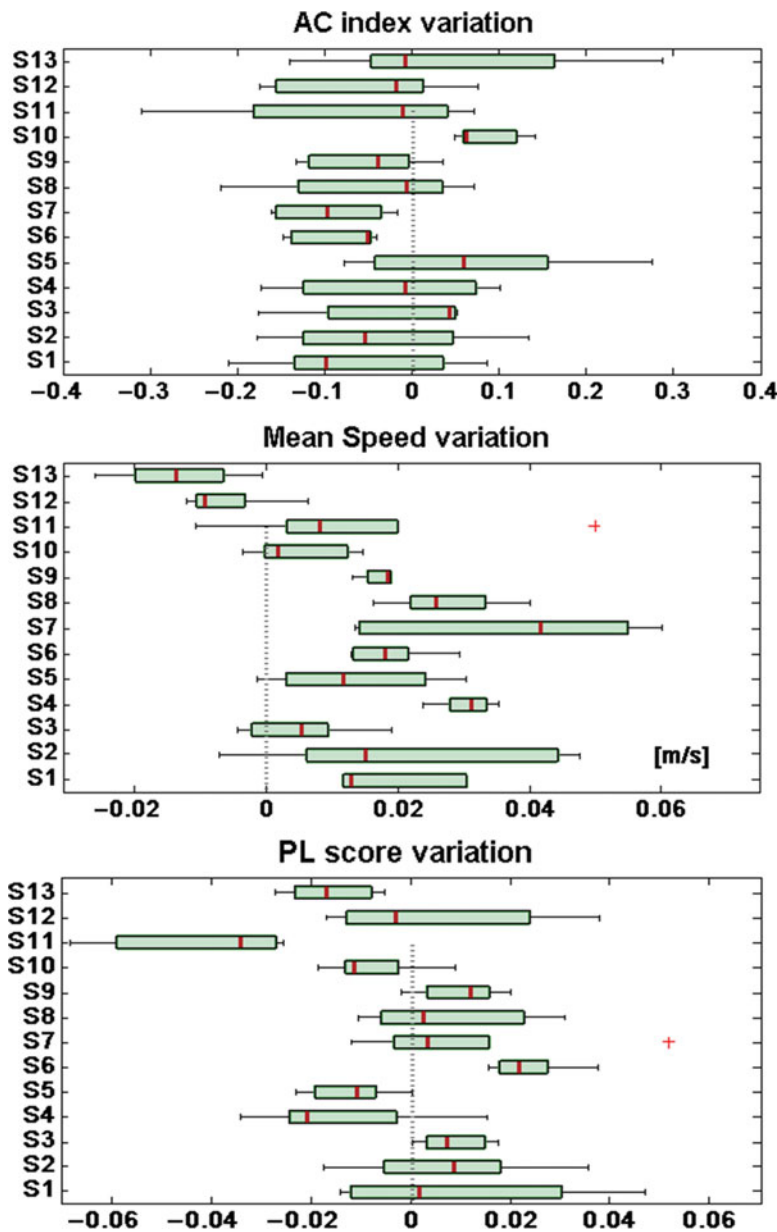 AC index variation
S13
S12
S11
S10
S9
S8
S7
S6
S5
S4
S3
S2
S1
−0.4 −0.3 −0.2 −0.1 0 0.1 0.2 0.3 0.4
Mean Speed variation
S13
S12
S11
S10
S9
S8
S7
S6
S5
S4
S3
S2
[m/s]
S1
−0.02 0 0.02 0.04 0.06
PL score variation
S13
S12
S11
S10
S9
S8
S7
S6
S5
S4
S3
S2
S1
−0.06 −0.04 −0.02 0 0.02 0.04 0.06